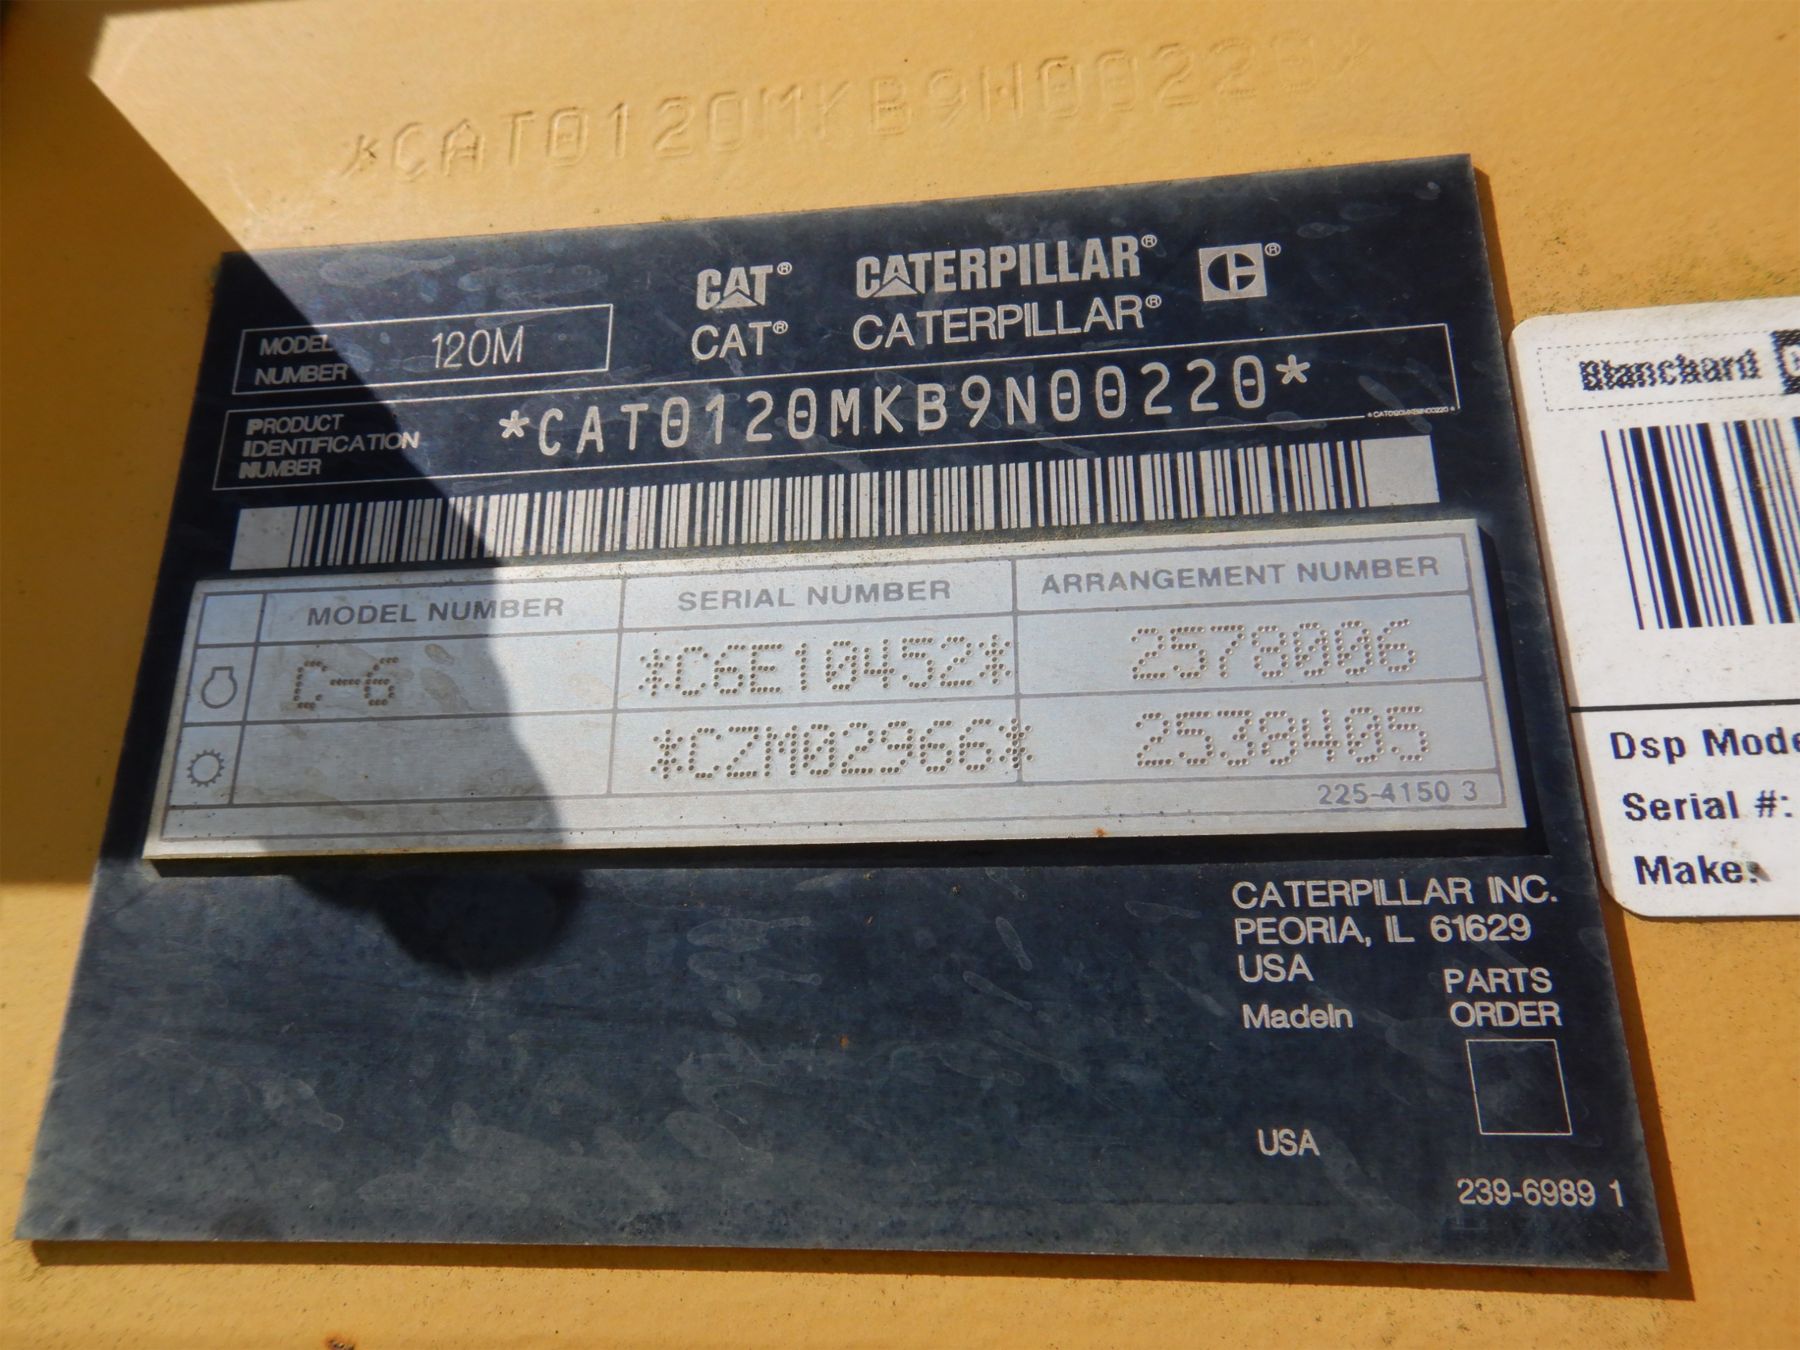 *CAT0120MKB9N00220*
CAT® CATERPILLAR® C®
MODEL NUMBER 120M
CAT® CATERPILLAR®
PRODUCT IDENTIFICATION NUMBER *CAT0120MKB9N00220*
*CAT0120MKB9N00220*
MODEL NUMBER SERIAL NUMBER ARRANGEMENT NUMBER
C-6 *C6E10452* 2578006
*CZM02966* 2538405
225-4150 3
CATERPILLAR INC.
PEORIA, IL 61629
USA
MadeIn
PARTS
ORDER
USA
239-6989 1
Blanchard
Dsp Mode
Serial #:
Make: